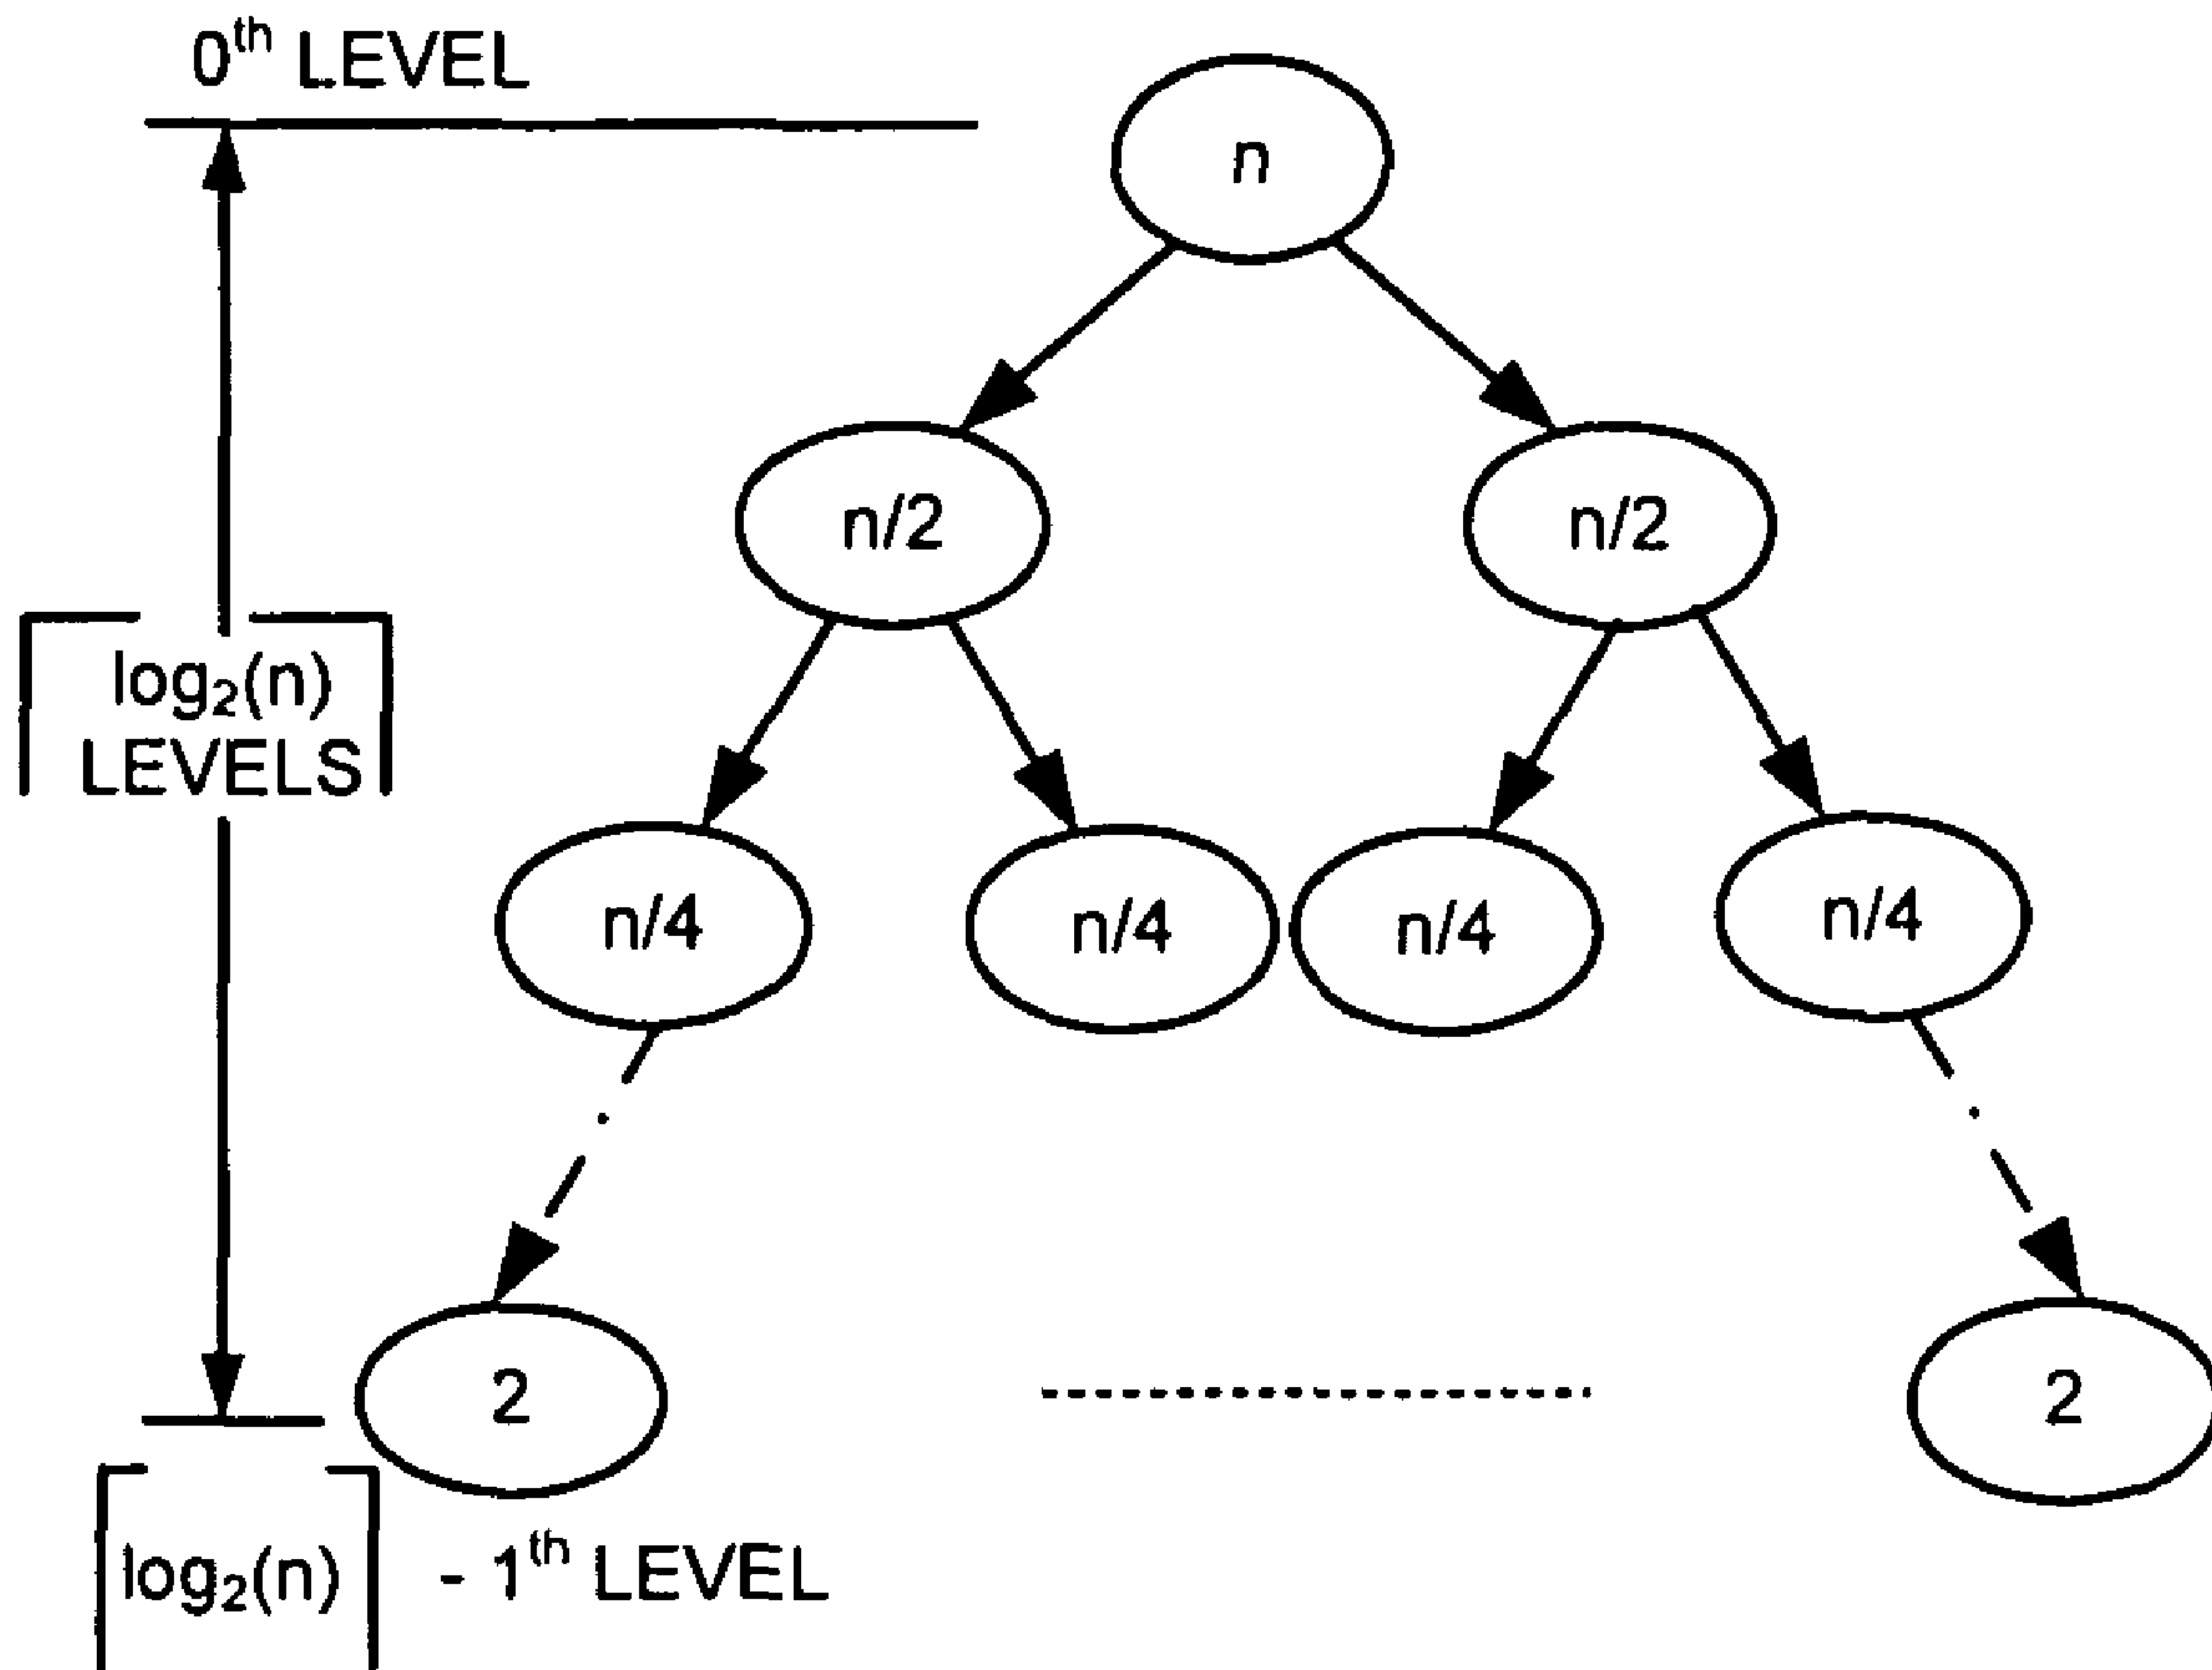 0th LEVEL
n
n/2 n/2
log₂(n)
LEVELS
n/4 n/4 n/4 n/4
2 2
log₂(n) - 1th LEVEL